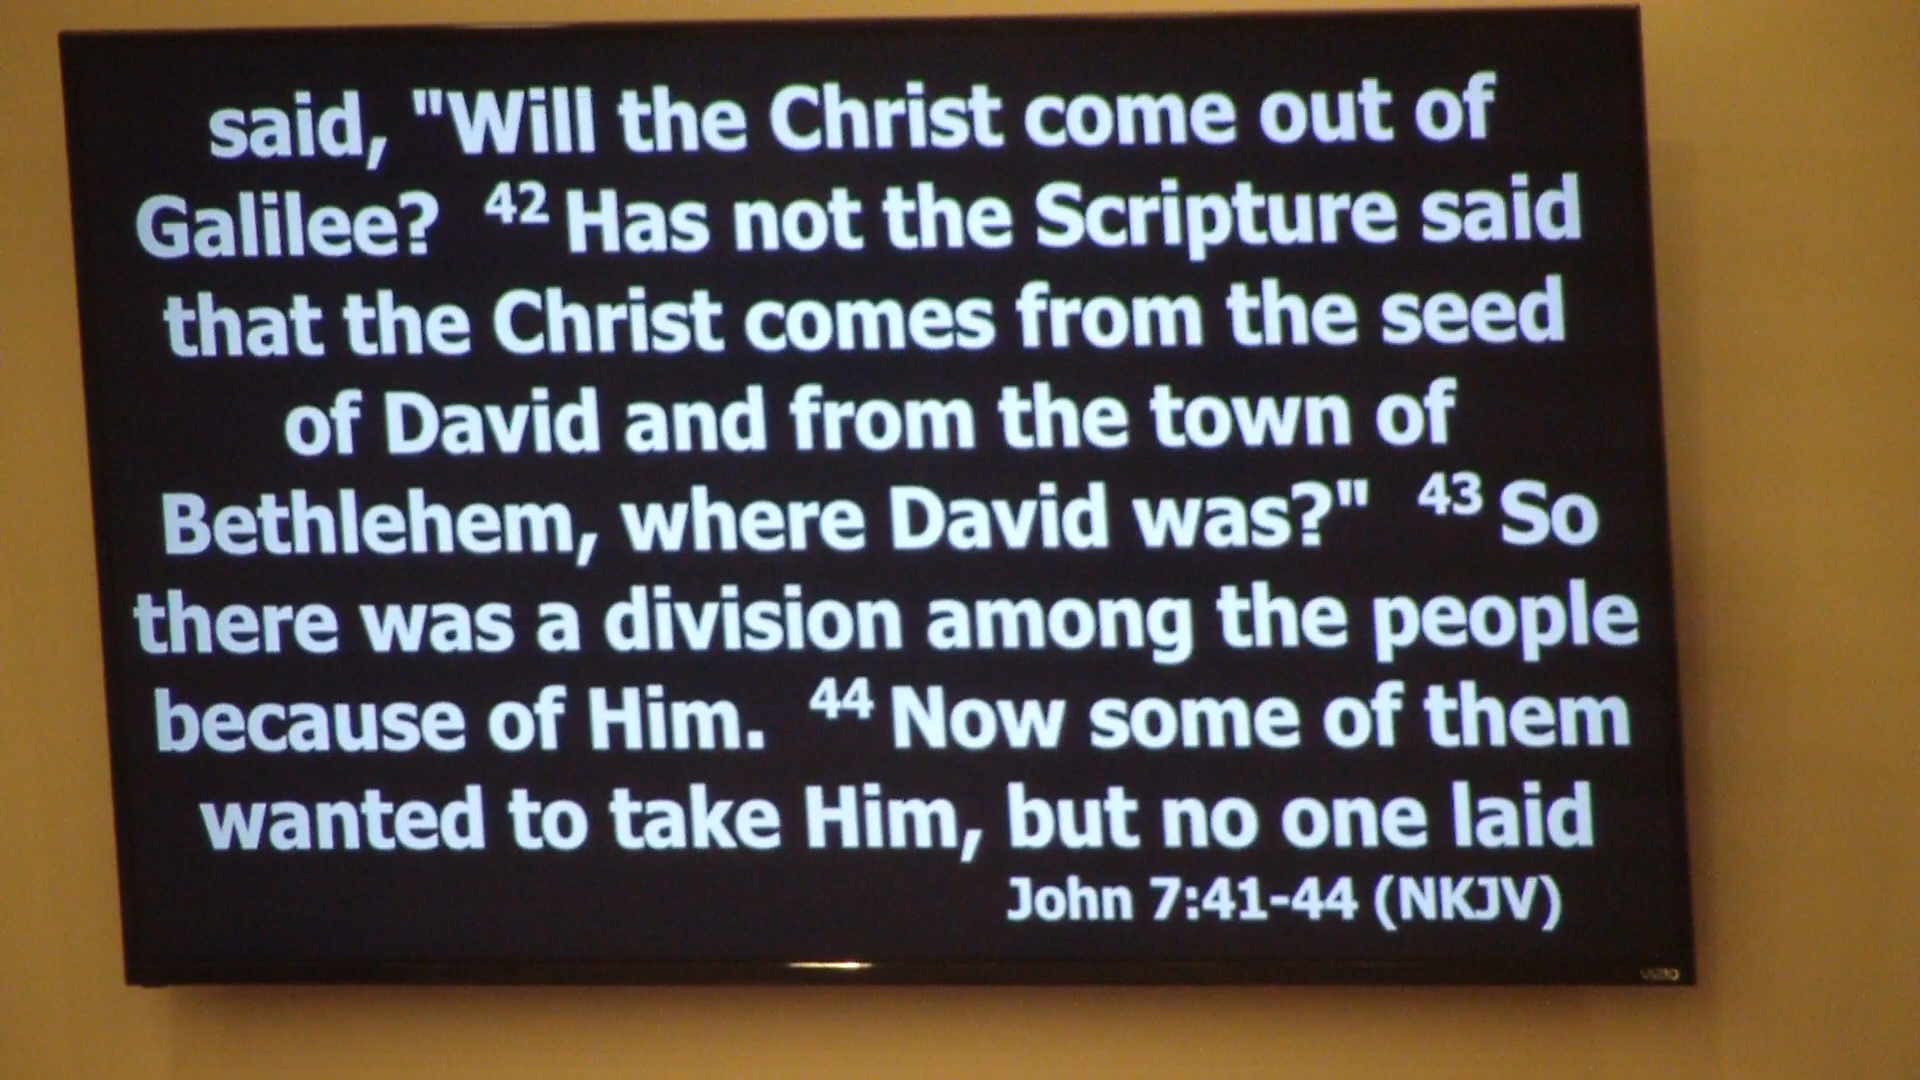 said, "Will the Christ come out of
Galilee? 42 Has not the Scripture said
that the Christ comes from the seed
of David and from the town of
Bethlehem, where David was?" 43 So
there was a division among the people
because of Him. 44 Now some of them
wanted to take Him, but no one laid
John 7:41-44 (NKJV)
VIZIO